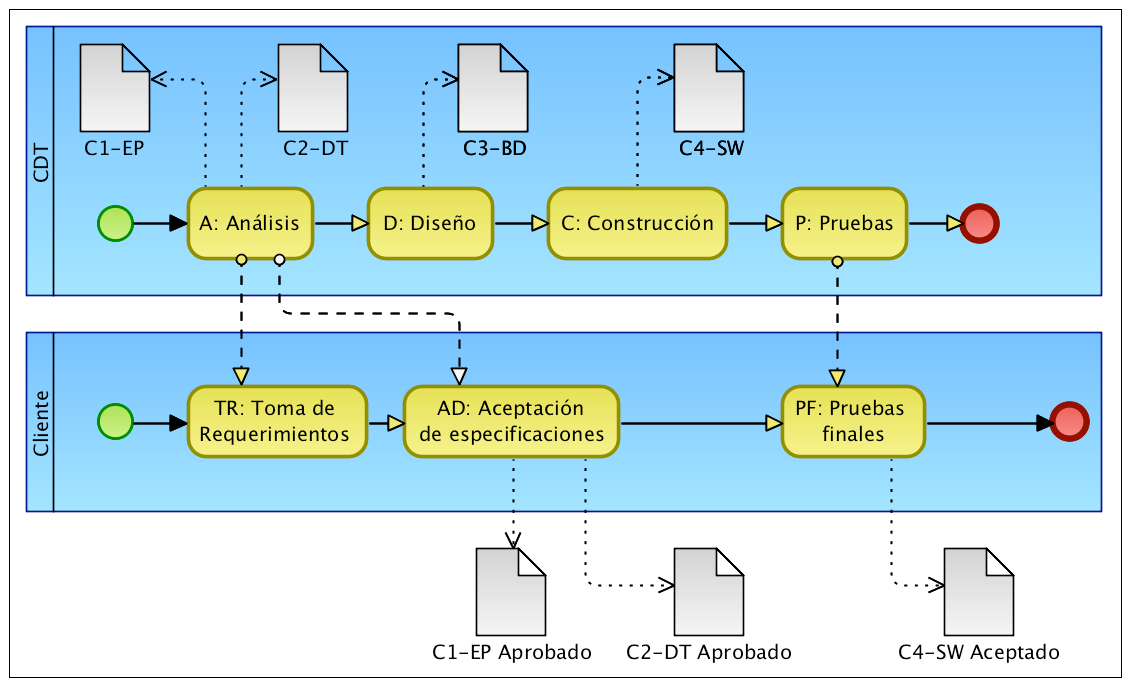 CDT
C1-EP
C2-DT
C3-BD
C4-SW
A: Análisis
D: Diseño
C: Construcción
P: Pruebas
Cliente
TR: Toma de
Requerimientos
AD: Aceptación
de especificaciones
PF: Pruebas
finales
C1-EP Aprobado
C2-DT Aprobado
C4-SW Aceptado